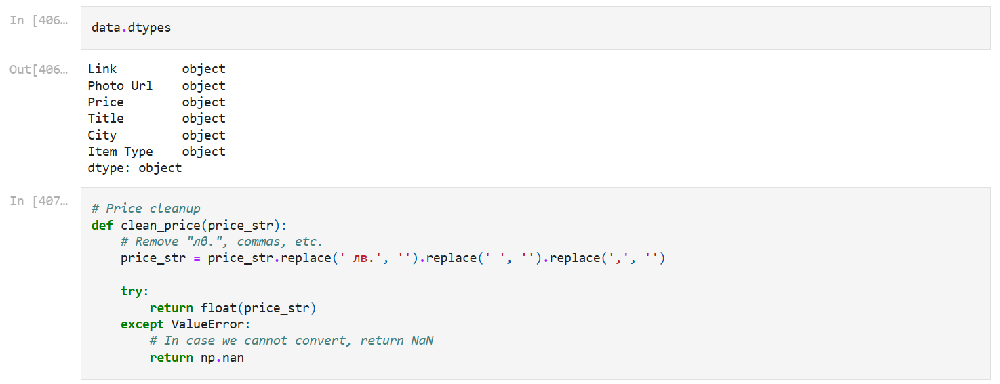 In [406…
data.dtypes
Out[406…
Link         object
Photo Url    object
Price        object
Title        object
City         object
Item Type    object
dtype: object
In [407…
# Price cleanup
def clean_price(price_str):
    # Remove "лв.", commas, etc.
    price_str = price_str.replace(' лв.', '').replace(' ', '').replace(',', '')
    try:
        return float(price_str)
    except ValueError:
        # In case we cannot convert, return NaN
        return np.nan